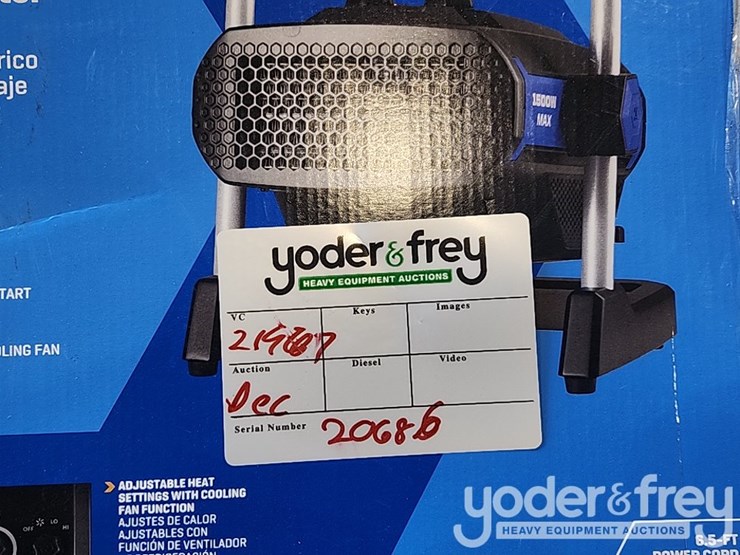 rico
aje
1500W
MAX
yoder&frey
HEAVY EQUIPMENT AUCTIONS
VC
Keys
Images
Auction
Diesel
Video
Dec
Serial Number
20686
TART
LING FAN
ADJUSTABLE HEAT
SETTINGS WITH COOLING
FAN FUNCTION
AJUSTES DE CALOR
AJUSTABLES CON
FUNCIÓN DE VENTILADOR
OFF
LO
HI
yoder&frey
HEAVY EQUIPMENT AUCTIONS
6.5-FT
POWER CORD